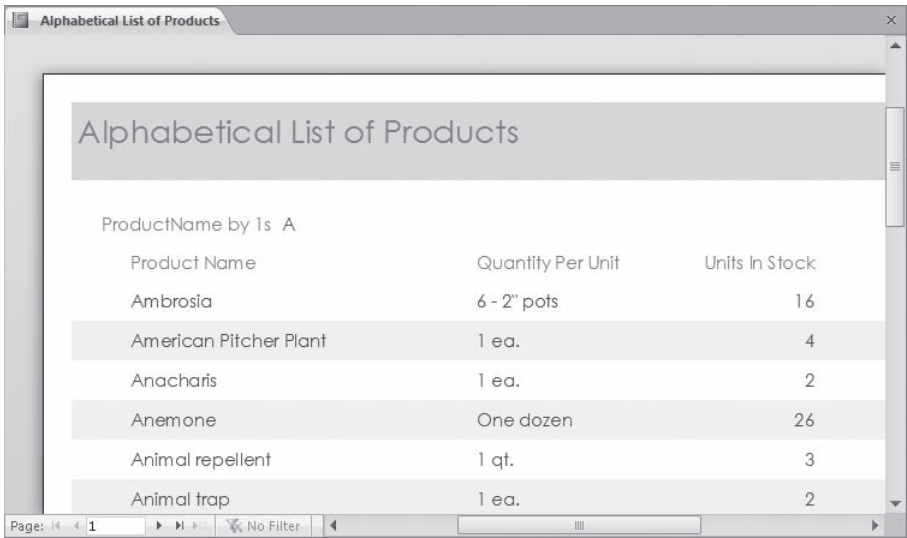 Alphabetical List of Products
Alphabetical List of Products
ProductName by 1s A
Product Name Quantity Per Unit Units In Stock
Ambrosia 6 - 2" pots 16
American Pitcher Plant 1 ea. 4
Anacharis 1 ea. 2
Anemone One dozen 26
Animal repellent 1 qt. 3
Animal trap 1 ea. 2
Page: 1 No Filter